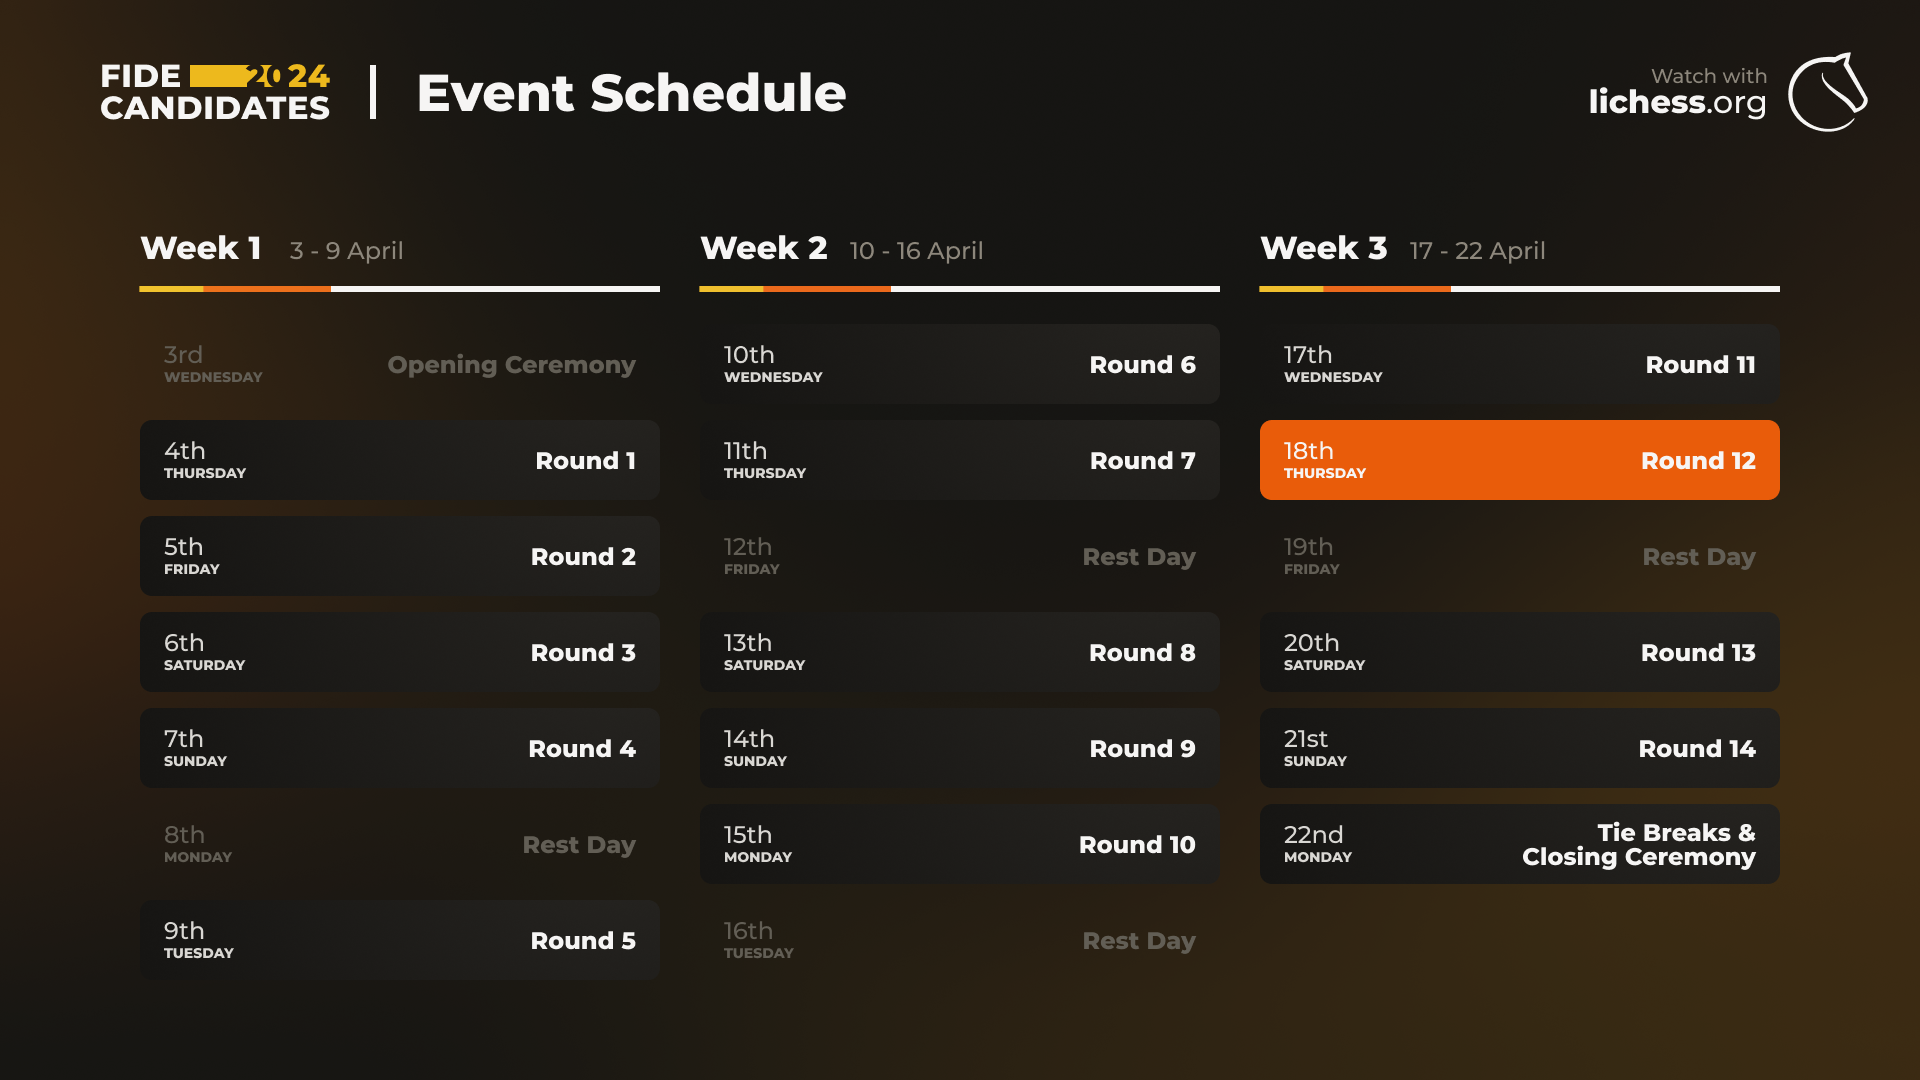 FIDE 2024
CANDIDATES
Event Schedule
Watch with
lichess.org
Week 1 3 - 9 April
3rd
WEDNESDAY
Opening Ceremony
4th
THURSDAY
Round 1
5th
FRIDAY
Round 2
6th
SATURDAY
Round 3
7th
SUNDAY
Round 4
8th
MONDAY
Rest Day
9th
TUESDAY
Round 5
Week 2 10 - 16 April
10th
WEDNESDAY
Round 6
11th
THURSDAY
Round 7
12th
FRIDAY
Rest Day
13th
SATURDAY
Round 8
14th
SUNDAY
Round 9
15th
MONDAY
Round 10
16th
TUESDAY
Rest Day
Week 3 17 - 22 April
17th
WEDNESDAY
Round 11
18th
THURSDAY
Round 12
19th
FRIDAY
Rest Day
20th
SATURDAY
Round 13
21st
SUNDAY
Round 14
22nd
MONDAY
Tie Breaks &
Closing Ceremony